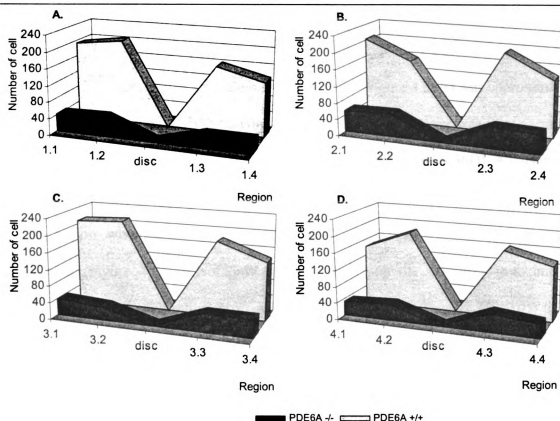 A.
Number of cell
240
200
160
120
80
40
0
1.1
1.2
disc
1.3
1.4
Region
B.
Number of cell
240
200
160
120
80
40
0
2.1
2.2
disc
2.3
2.4
Region
C.
Number of cell
240
200
160
120
80
40
0
3.1
3.2
disc
3.3
3.4
Region
D.
Number of cell
240
200
160
120
80
40
0
4.1
4.2
disc
4.3
4.4
Region
PDE6A -/- PDE6A +/+